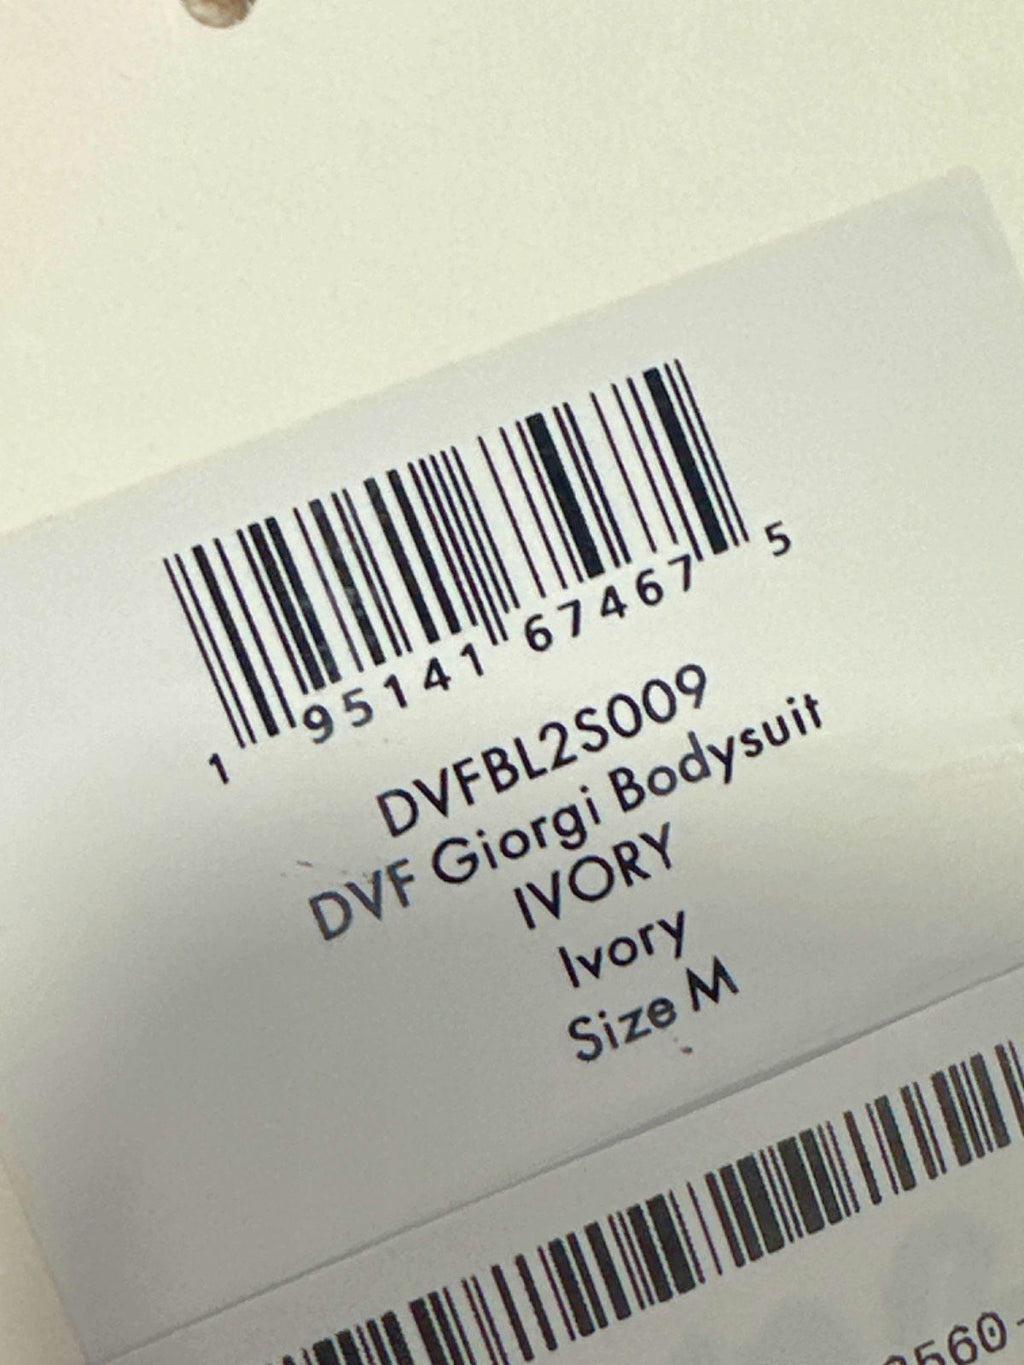 1 95141 67467 5
DVFBL2S009
DVF Giorgi Bodysuit
IVORY
Ivory
Size M